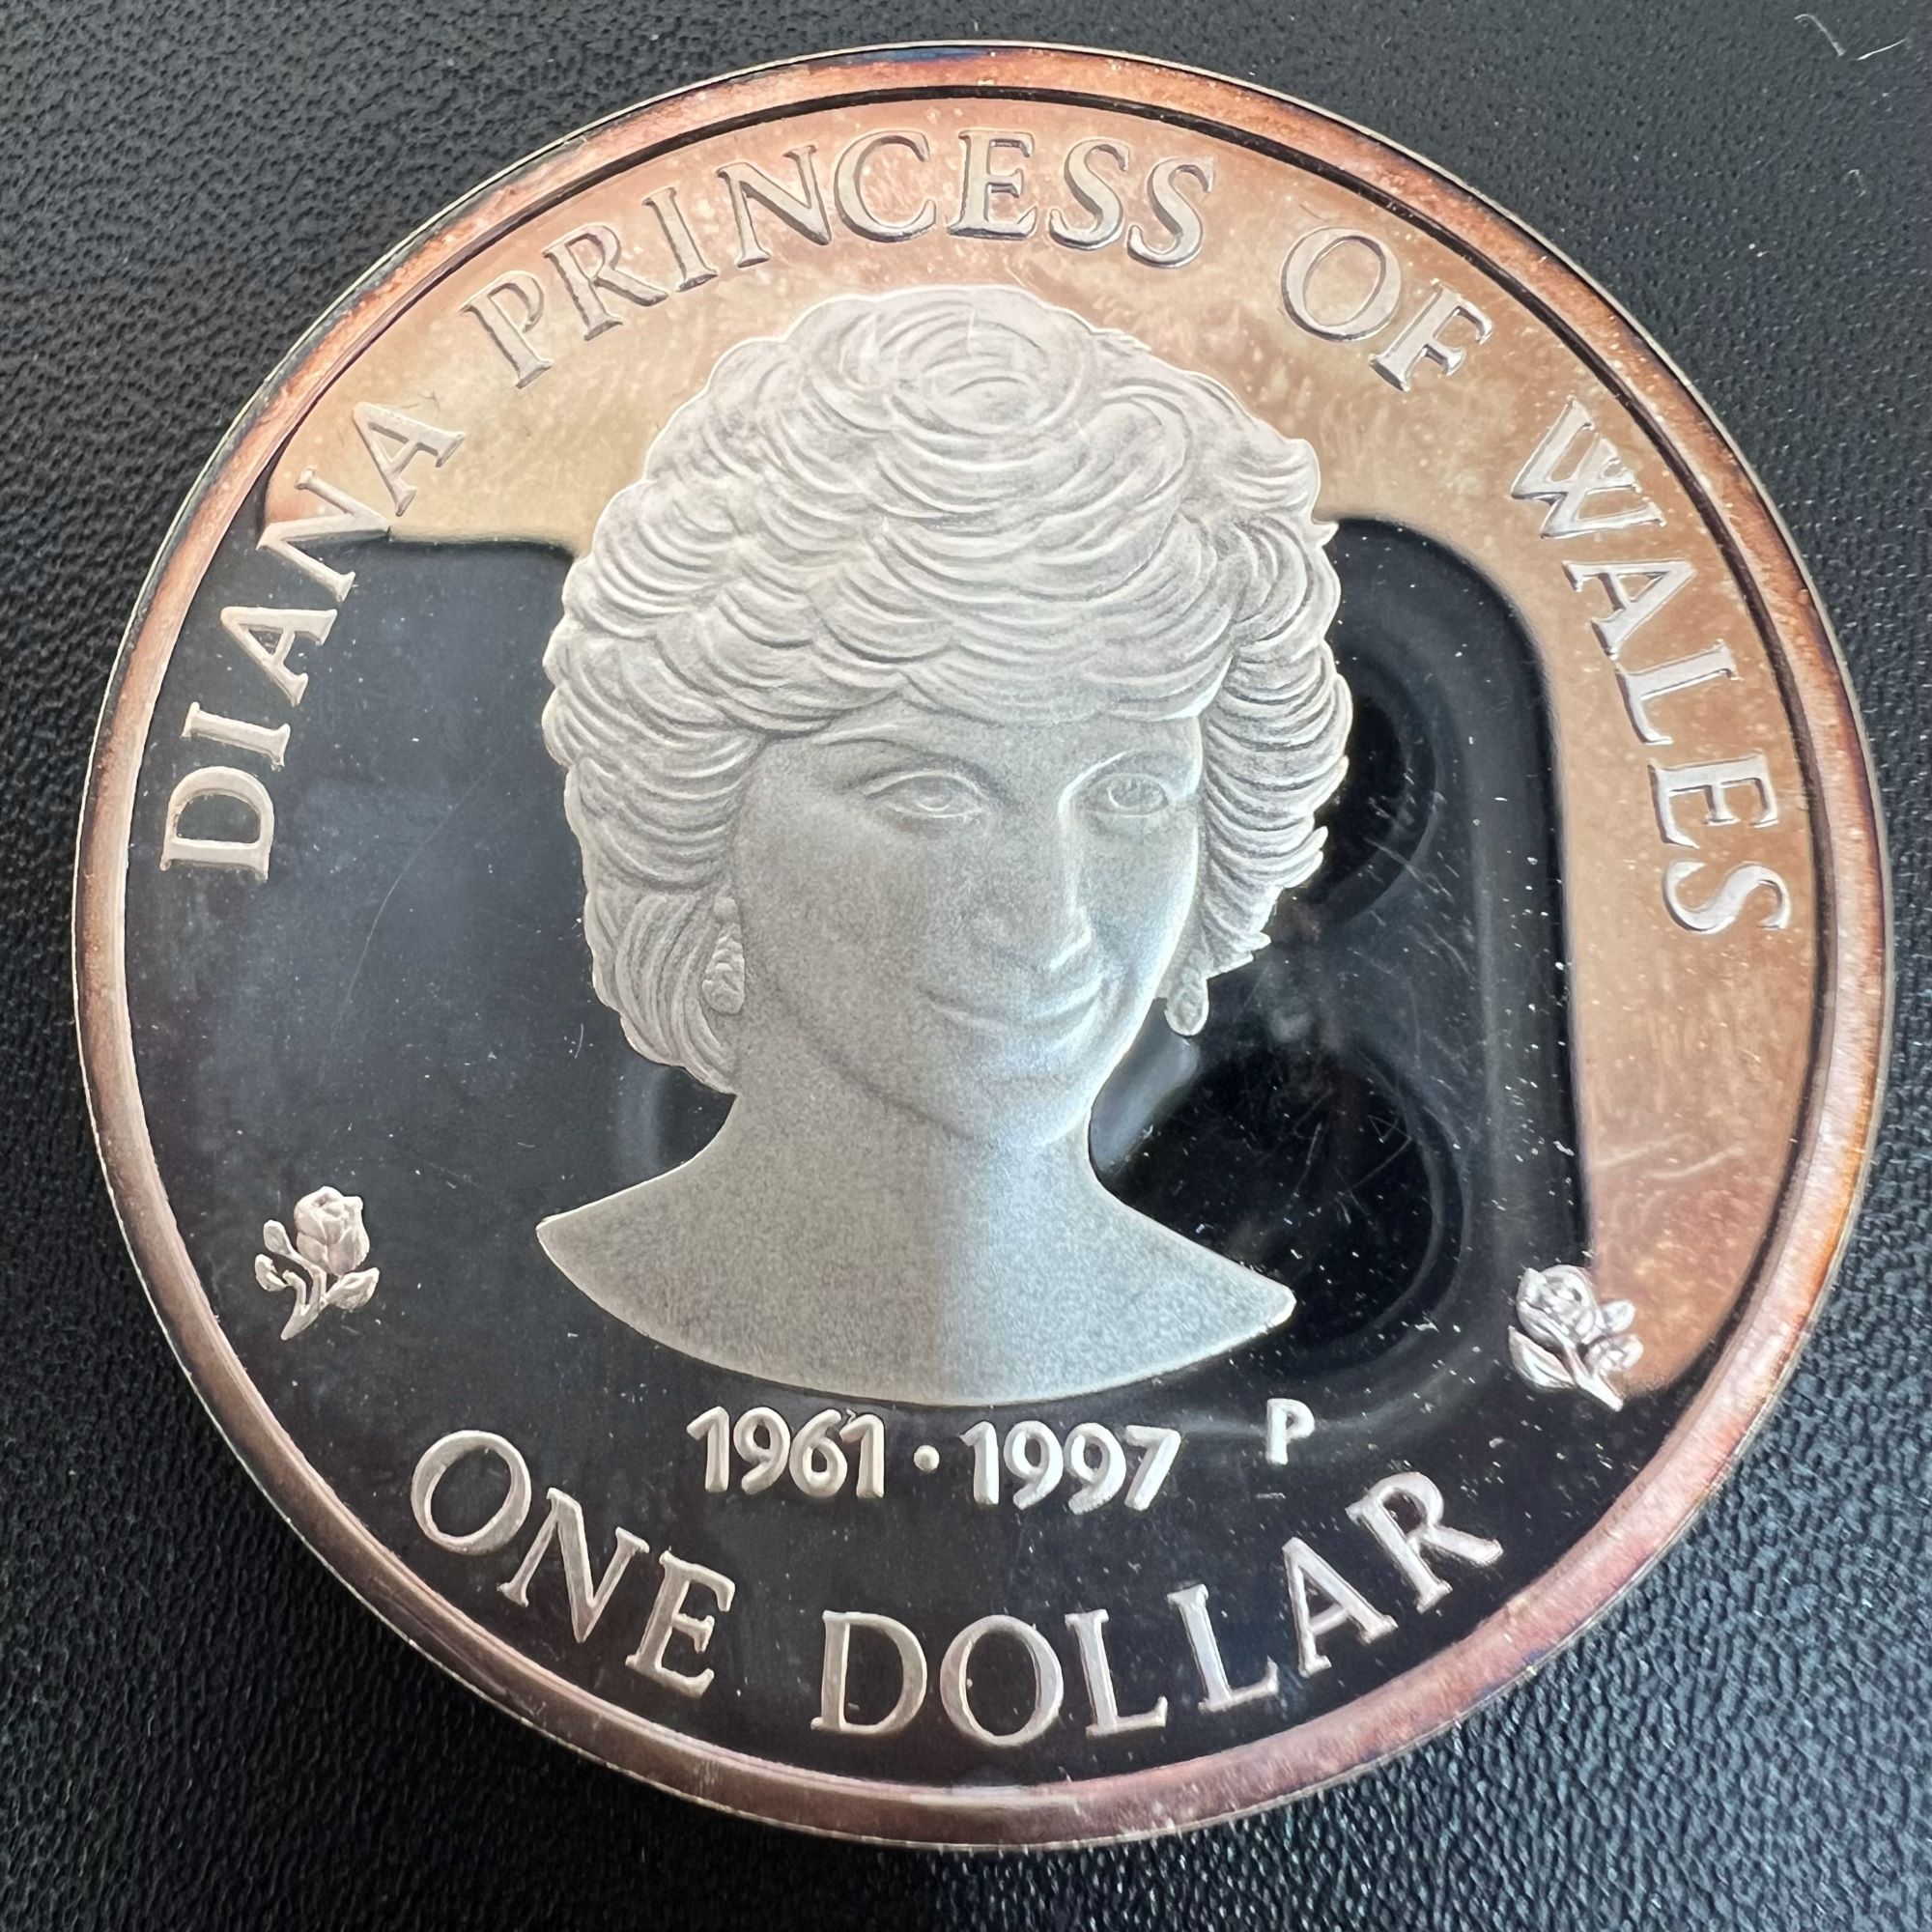 DIANA PRINCESS OF WALES
1961·1997 P
ONE DOLLAR